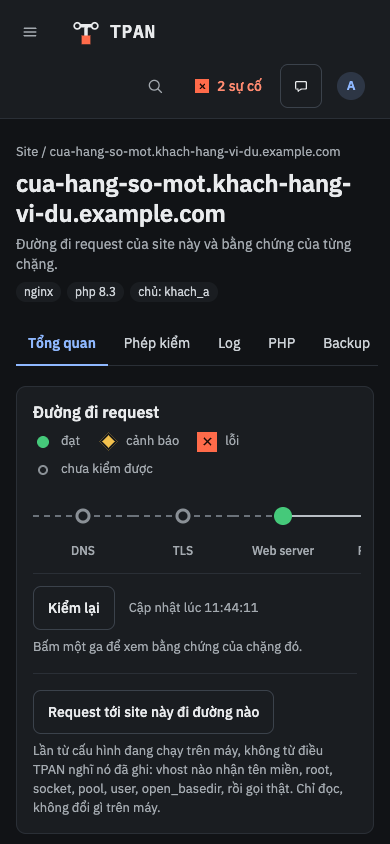 TPAN
2 sự cố
A
Site / cua-hang-so-mot.khach-hang-vi-du.example.com
cua-hang-so-mot.khach-hang-
vi-du.example.com
Đường đi request của site này và bằng chứng của từng
chặng.
nginx php 8.3 chủ: khach_a
Tổng quan Phép kiểm Log PHP Backup
Đường đi request
đạt cảnh báo lỗi
chưa kiểm được
DNS TLS Web server
Kiểm lại Cập nhật lúc 11:44:11
Bấm một ga để xem bằng chứng của chặng đó.
Request tới site này đi đường nào
Lần từ cấu hình đang chạy trên máy, không từ điều
TPAN nghĩ nó đã ghi: vhost nào nhận tên miền, root,
socket, pool, user, open_basedir, rồi gọi thật. Chỉ đọc,
không đổi gì trên máy.